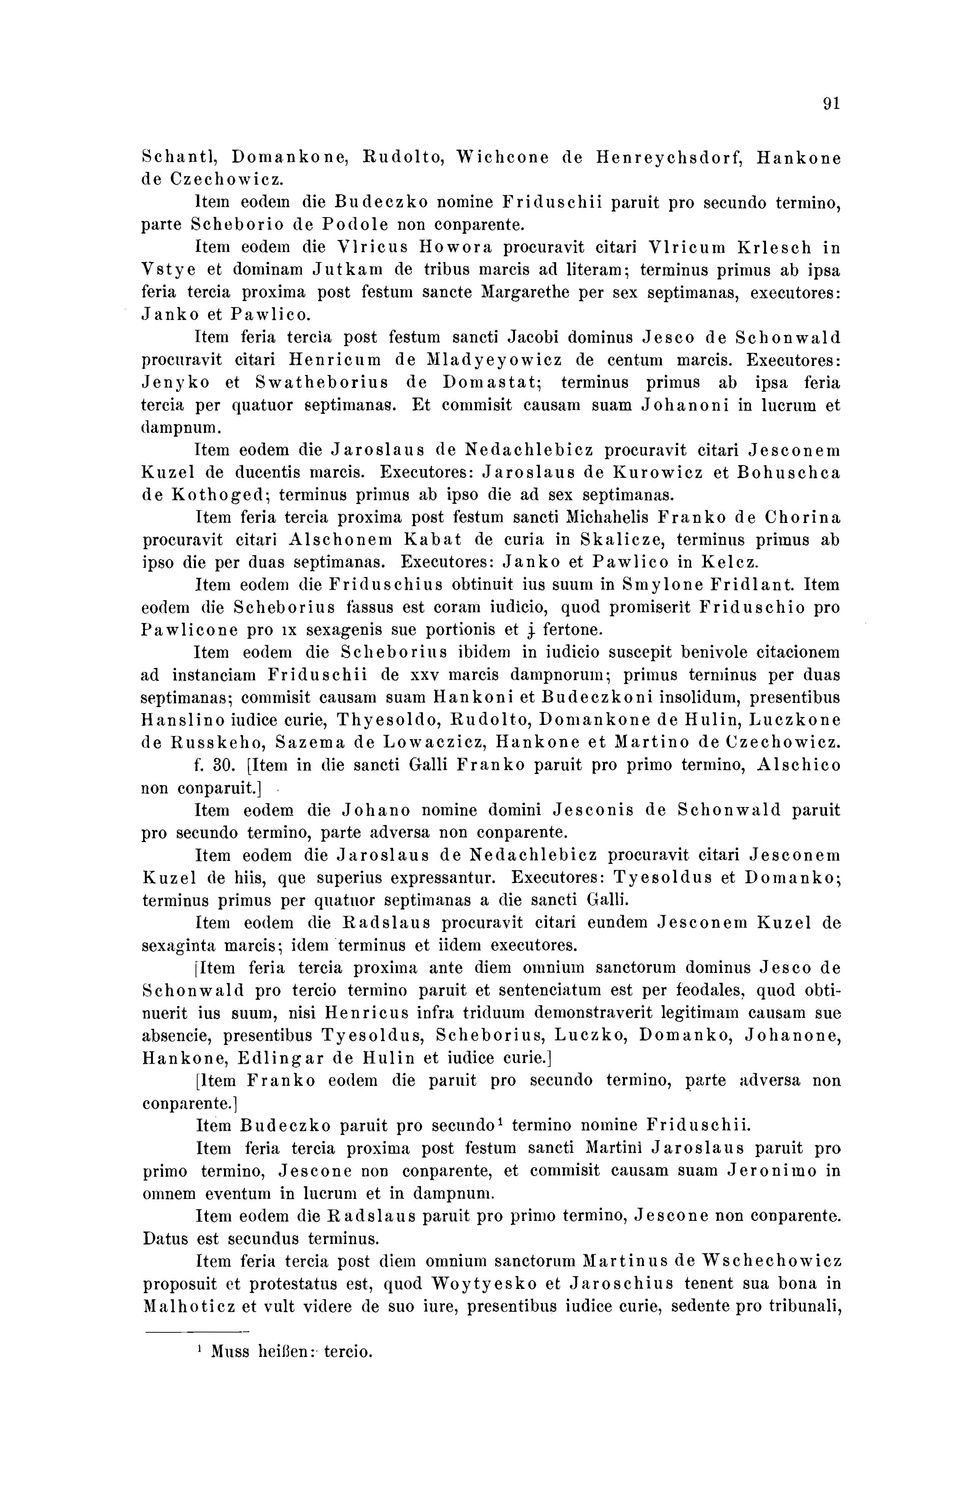 91
Schantl, Domankone, Rudolto, Wichcone de Henreychsdorf, Hankone
de Czechowicz.
Item eodem die Budeczko nomine Friduschii paruit pro secundo termino,
parte Scheborio de Podole non conparente.
Item eodem die Vlricus Howora procuravit citari Vlricum Krlesch in
Vstye et dominam Jutkam de tribus marcis ad literam; terminus primus ab ipsa
feria tercia proxima post festum sancte Margarethe per sex septimanas, executores:
Janko et Pawlico.
Item feria tercia post festum sancti Jacobi dominus Jesco de Schonwald
procuravit citari Henricum de Mladyeyowicz de centum marcis. Executores:
Jenyko et Swatheborius de Domastat; terminus primus ab ipsa feria
tercia per quatuor septimanas. Et commisit causam suam Johanoni in lucrum et
dampnum.
Item eodem die Jaroslaus de Nedachlebicz procuravit citari Jesconem
Kuzel de ducentis marcis. Executores: Jaroslaus de Kurowicz et Bohuschca
de Kothoged; terminus primus ab ipso die ad sex septimanas.
Item feria tercia proxima post festum sancti Michahelis Franko de Chorina
procuravit citari Alschonem Kabat de curia in Skalicze, terminus primus ab
ipso die per duas septimanas. Executores: Janko et Pawlico in Kelcz.
Item eodem die Friduschius obtinuit ius suum in Smylone Fridlant. Item
eodem die Scheborius fassus est coram iudicio, quod promiserit Friduschio pro
Pawlicone pro IX sexagenis sue portionis et j fertone.
Item eodem die Scheborius ibidem in iudicio suscepit benivole citacionem
ad instanciam Friduschii de XXV marcis dampnorum; primus terminus per duas
septimanas; commisit causam suam Hankoni et Budeczkoni insolidum, presentibus
Hanslino iudice curie, Thyesoldo, Rudolto, Domankone de Hulin, Luczkone
de Russkeho, Sazema de Lowaczicz, Hankone et Martino de Czechowicz.
f. 30. [Item in die sancti Galli Franko paruit pro primo termino, Alschico
non conparuit.]
Item eodem die Johano nomine domini Jesconis de Schonwald paruit
pro secundo termino, parte adversa non conparente.
Item eodem die Jaroslaus de Nedachlebicz procuravit citari Jesconem
Kuzel de hiis, que superius expressantur. Executores: Tyesoldus et Domanko;
terminus primus per quatuor septimanas a die sancti Galli.
Item eodem die Radslaus procuravit citari eundem Jesconem Kuzel de
sexaginta marcis; idem terminus et iidem executores.
[Item feria tercia proxima ante diem omnium sanctorum dominus Jesco de
Schonwald pro tercio termino paruit et sentenciatum est per feodales, quod obti-
nuerit ius suum, nisi Henricus infra triduum demonstraverit legitimam causam sue
absencie, presentibus Tyesoldus, Scheborius, Luczko, Domanko, Johanone,
Hankone, Edlingar de Hulin et iudice curie.]
[Item Franko eodem die paruit pro secundo termino, parte adversa non
conparente.]
Item Budeczko paruit pro secundo¹ termino nomine Friduschii.
Item feria tercia proxima post festum sancti Martini Jaroslaus paruit pro
primo termino, Jescone non conparente, et commisit causam suam Jeronimo in
omnem eventum in lucrum et in dampnum.
Item eodem die Radslaus paruit pro primo termino, Jescone non conparente.
Datus est secundus terminus.
Item feria tercia post diem omnium sanctorum Martinus de Wschechowicz
proposuit et protestatus est, quod Woytyesko et Jaroschius tenent sua bona in
Malhoticz et vult videre de suo iure, presentibus iudice curie, sedente pro tribunali,
¹ Muss heißen: tercio.